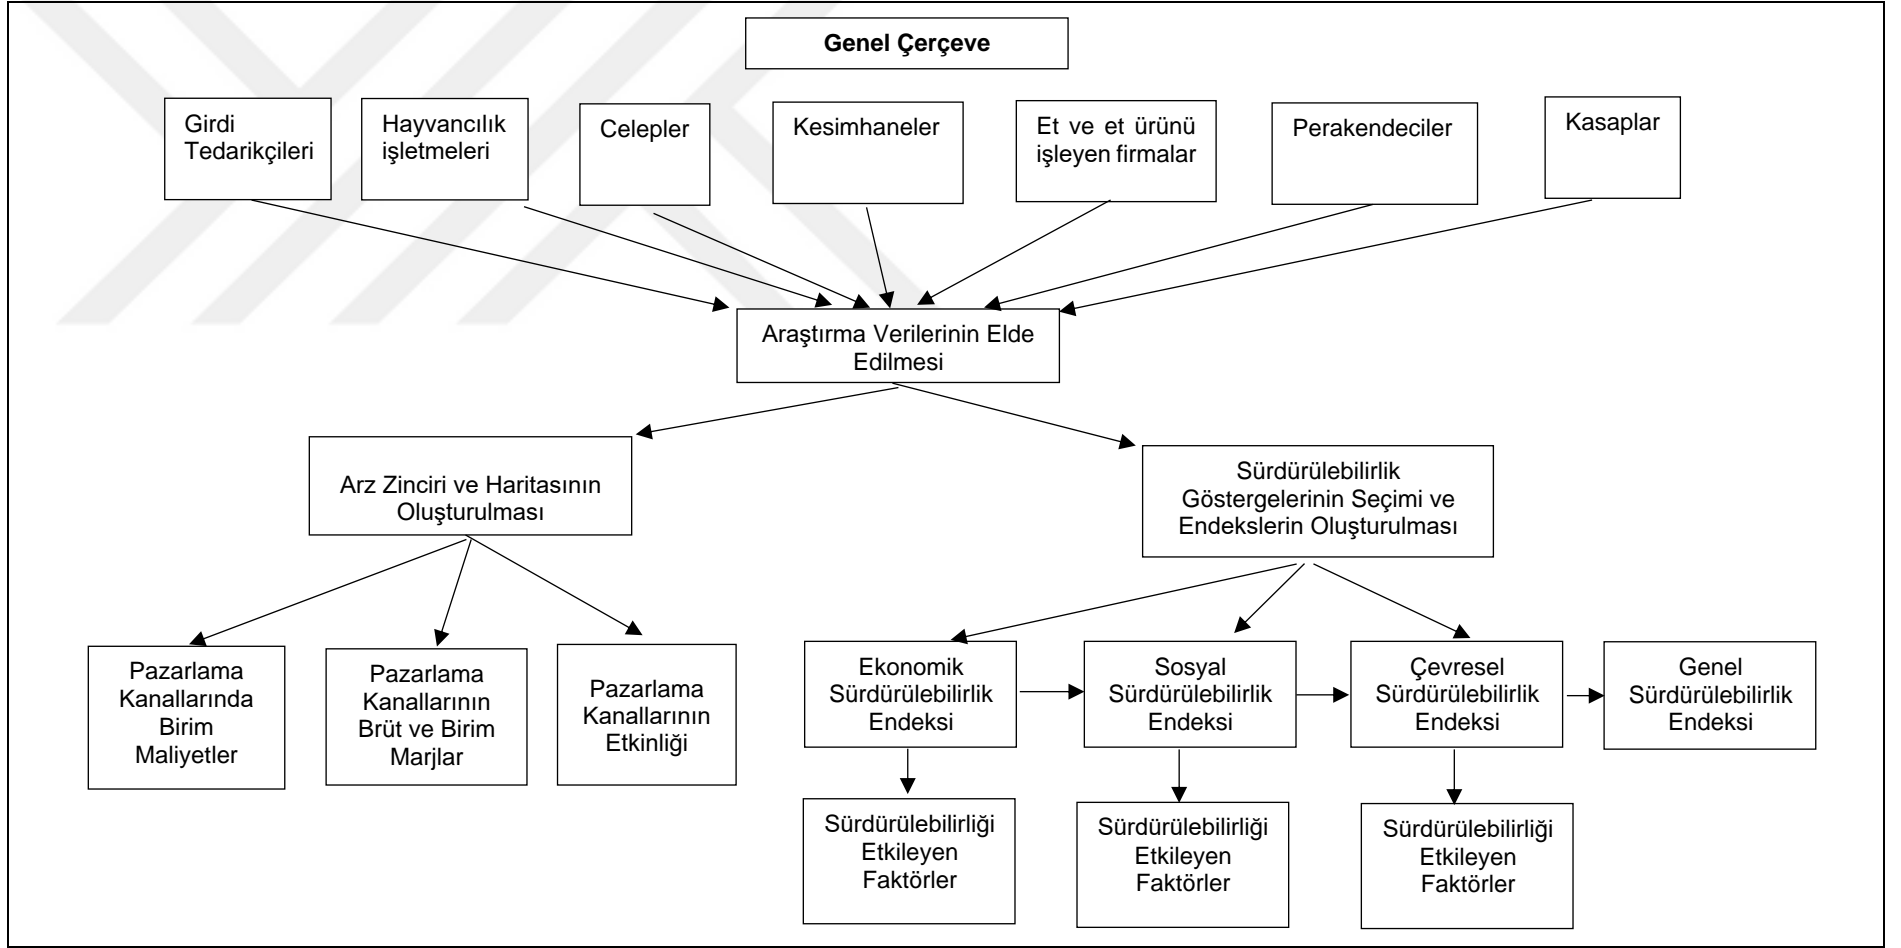 Genel Çerçeve
Girdi
Tedarikçileri
Hayvancılık
işletmeleri
Celepler
Kesimhaneler
Et ve et ürünü
işleyen firmalar
Perakendeciler
Kasaplar
Araştırma Verilerinin Elde
Edilmesi
Arz Zinciri ve Haritasının
Oluşturulması
Sürdürülebilirlik
Göstergelerinin Seçimi ve
Endekslerin Oluşturulması
Pazarlama
Kanallarında
Birim
Maliyetler
Pazarlama
Kanallarının
Brüt ve Birim
Marjlar
Pazarlama
Kanallarının
Etkinliği
Ekonomik
Sürdürülebilirlik
Endeksi
Sosyal
Sürdürülebilirlik
Endeksi
Çevresel
Sürdürülebilirlik
Endeksi
Genel
Sürdürülebilirlik
Endeksi
Sürdürülebilirliği
Etkileyen
Faktörler
Sürdürülebilirliği
Etkileyen
Faktörler
Sürdürülebilirliği
Etkileyen
Faktörler